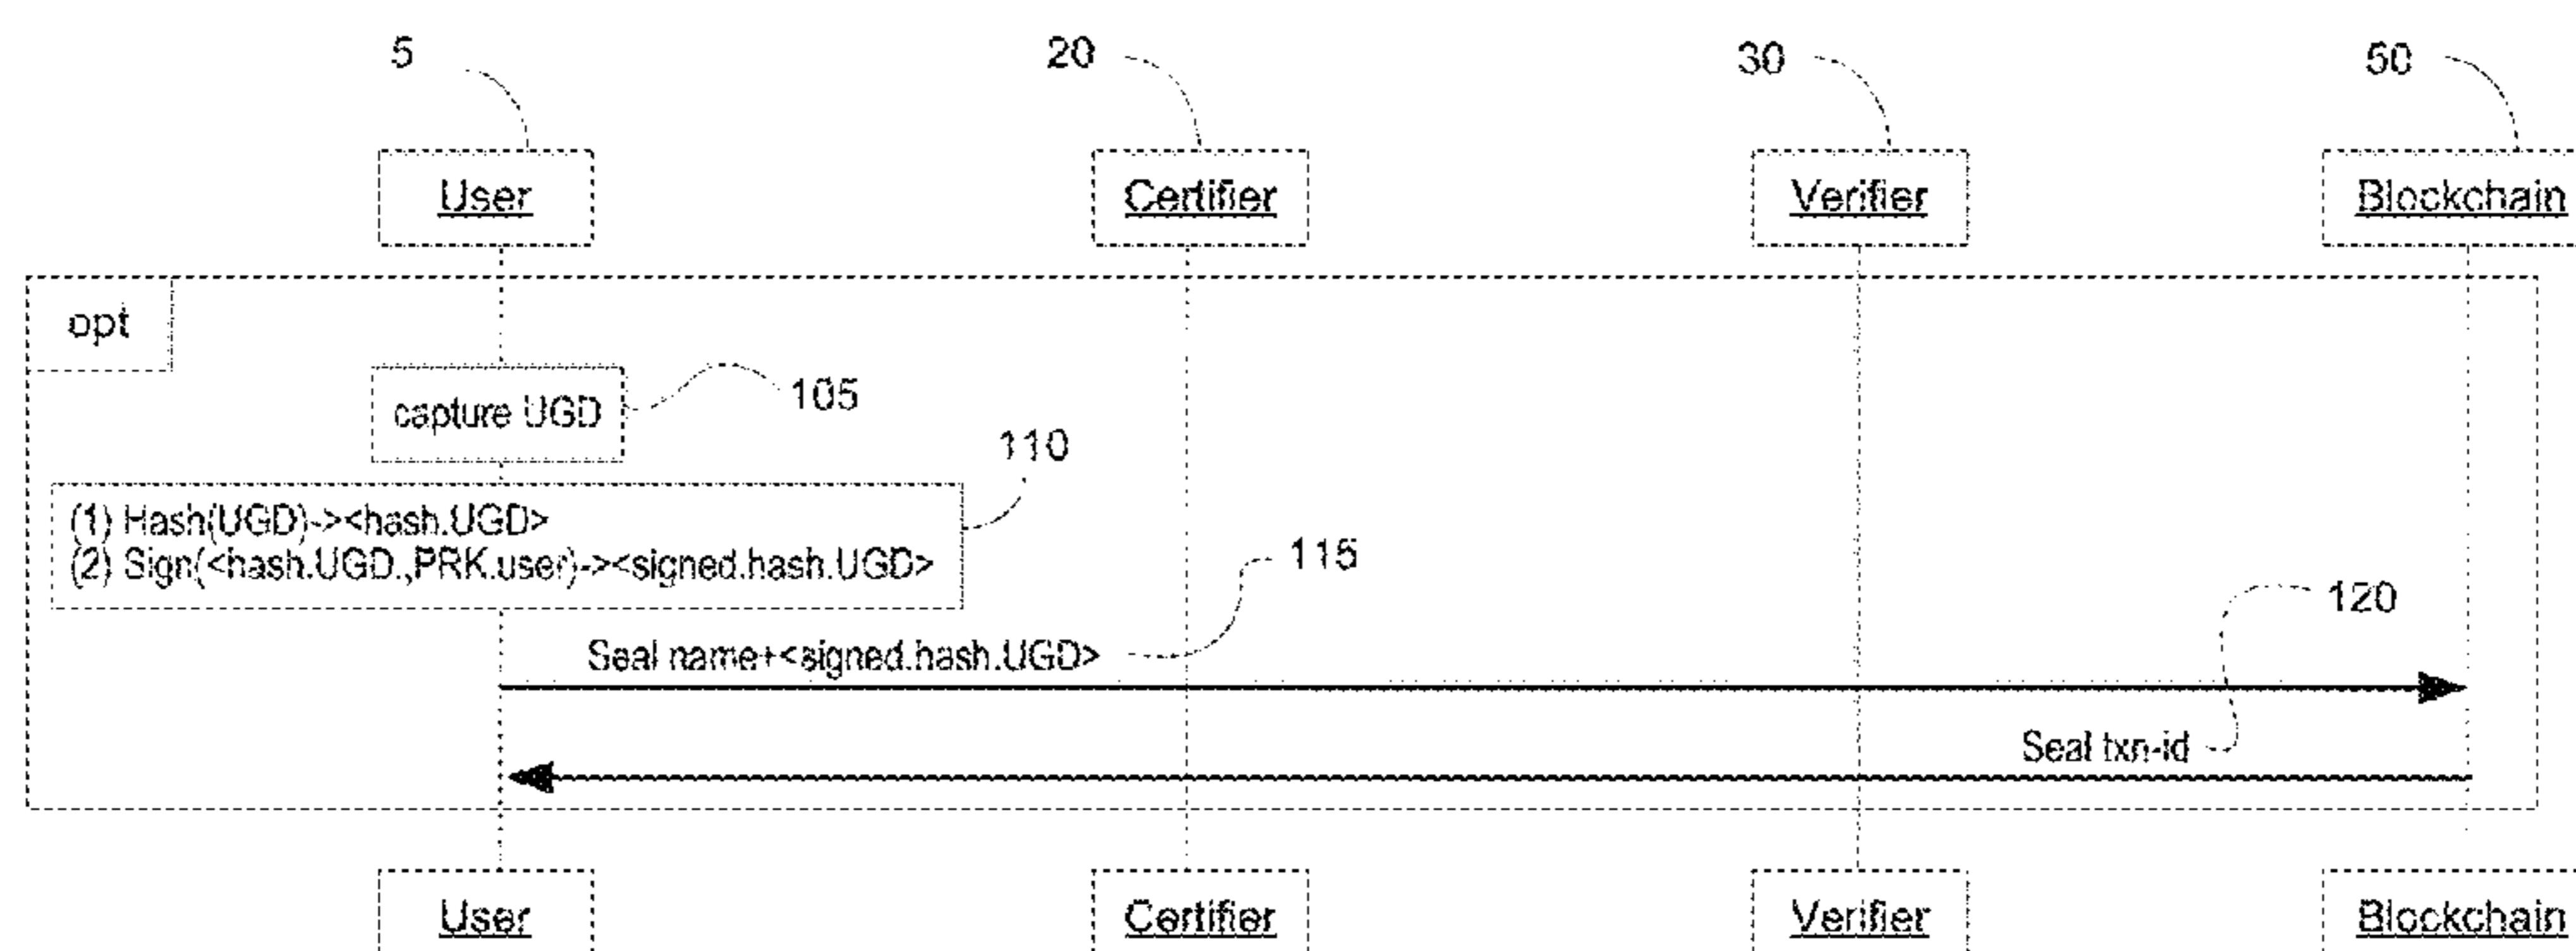 5
20
30
50
User
Certifier
Verifier
Blockchain
opt
capture UGD
105
110
(1) Hash(UGD)-><hash.UGD>
(2) Sign(<hash.UGD.,PRK.user)-><signed.hash.UGD>
115
Seal name+<signed.hash.UGD>
120
Seal txn-id
User
Certifier
Verifier
Blockchain